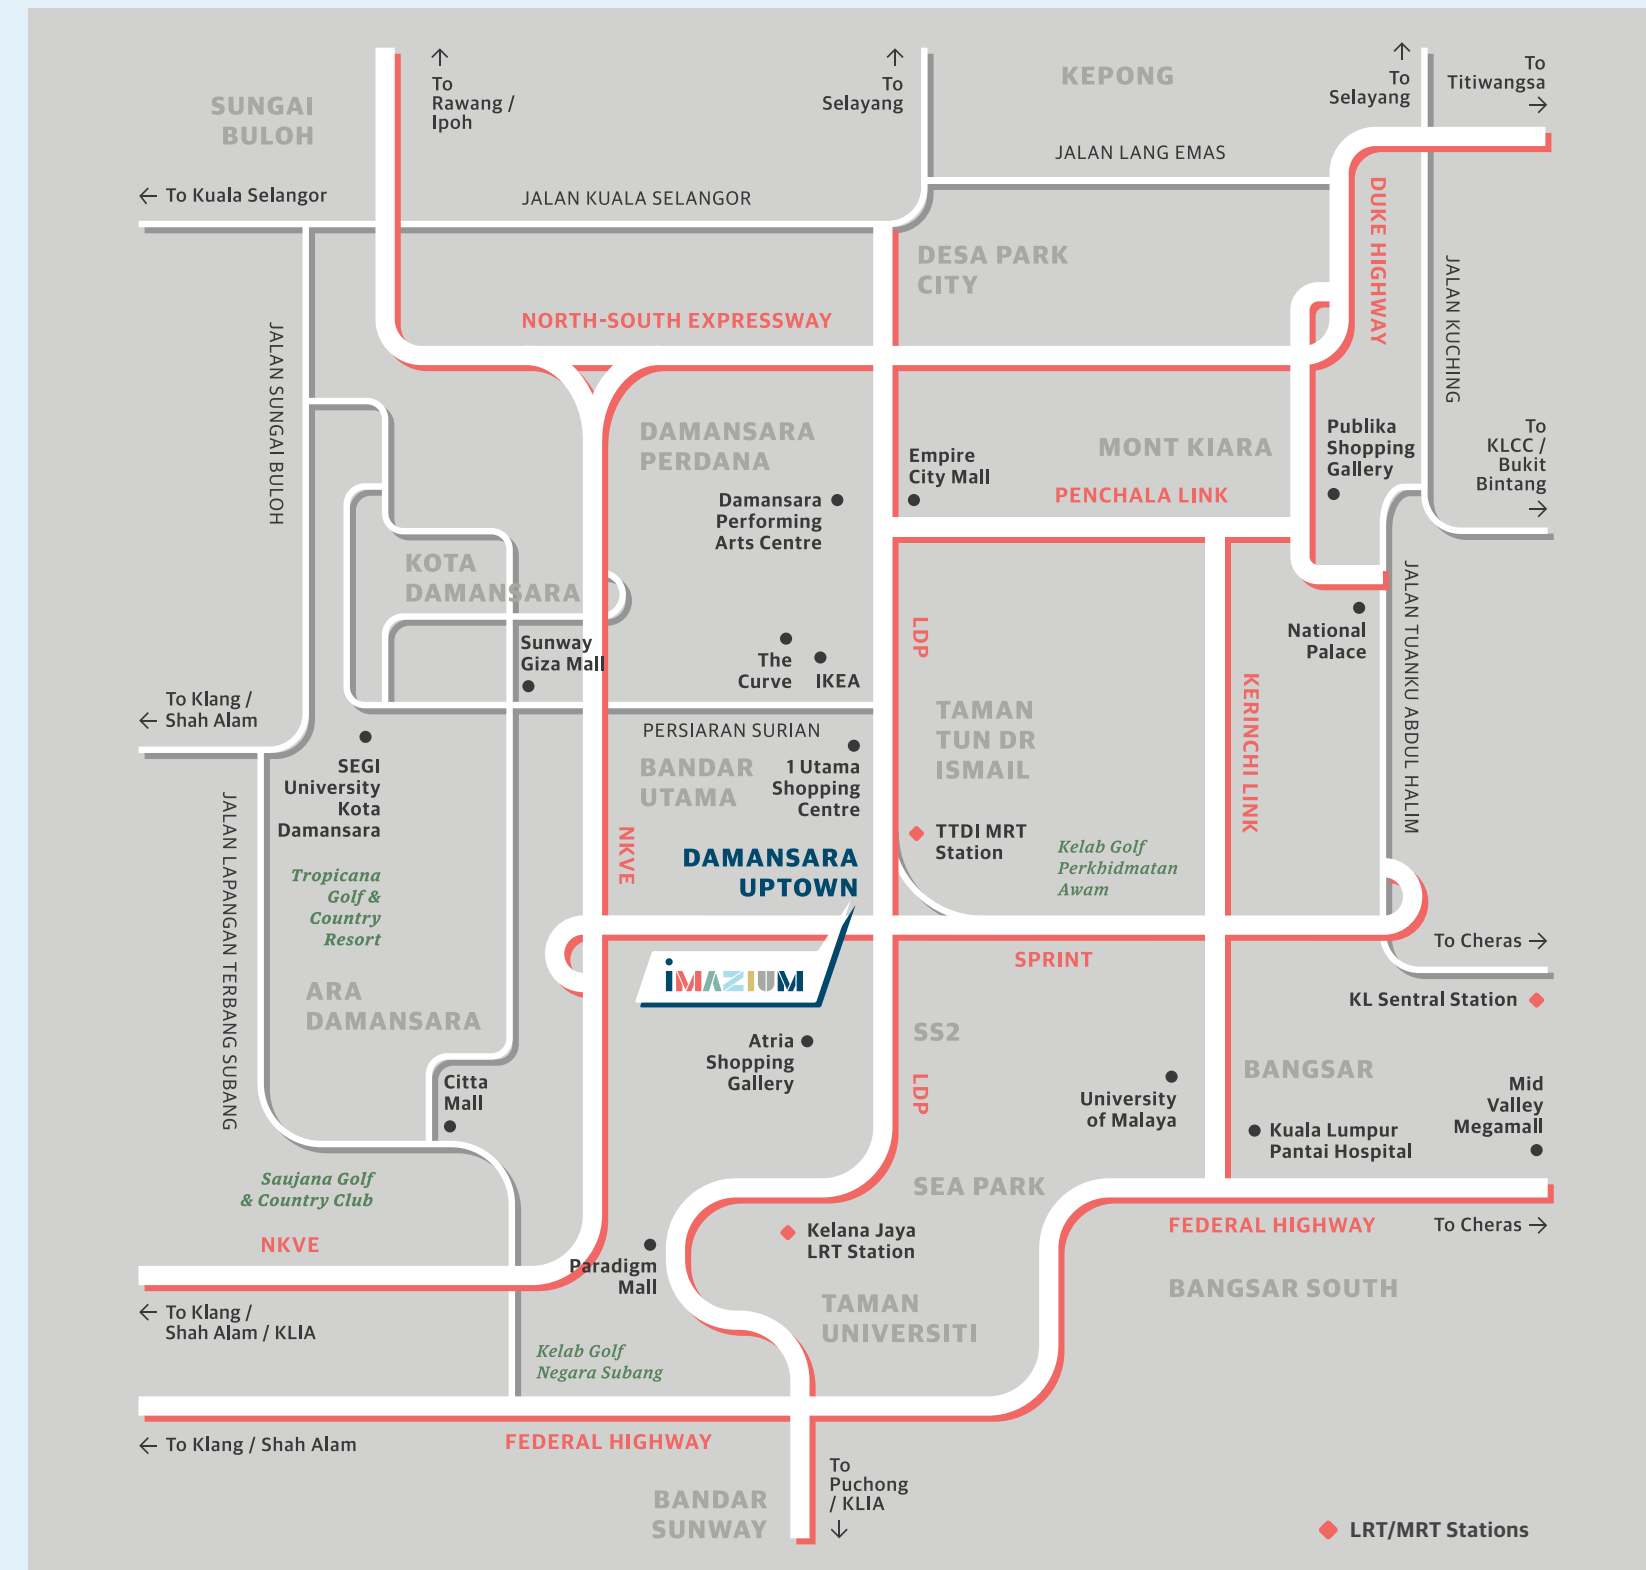 To
Rawang /
Ipoh
To
Selayang
KEPONG
To
Selayang
To
Titiwangsa
SUNGAI
BULOH
JALAN LANG EMAS
To Kuala Selangor
JALAN KUALA SELANGOR
DUKE HIGHWAY
DESA PARK
CITY
JALAN KUCHING
NORTH-SOUTH EXPRESSWAY
JALAN SUNGAI BULOH
DAMANSARA
PERDANA
Empire
City Mall
MONT KIARA
Publika
Shopping
Gallery
To
KLCC /
Bukit
Bintang
PENCHALA LINK
Damansara
Performing
Arts Centre
KOTA
DAMANSARA
JALAN TUANKU ABDUL HALIM
LDP
National
Palace
Sunway
Giza Mall
The
Curve
IKEA
KERINCHI LINK
To Klang /
Shah Alam
TAMAN
TUN DR
ISMAIL
PERSIARAN SURIAN
SEGI
University
Kota
Damansara
BANDAR
UTAMA
1 Utama
Shopping
Centre
JALAN LAPANGAN TERBANG SUBANG
NKVE
TTDI MRT
Station
Kelab Golf
Perkhidmatan
Awam
DAMANSARA
UPTOWN
Tropicana
Golf &
Country
Resort
SPRINT
To Cheras
iMAZIUM
ARA
DAMANSARA
KL Sentral Station
SS2
Atria
Shopping
Gallery
LDP
BANGSAR
Citta
Mall
University
of Malaya
Mid
Valley
Megamall
Kuala Lumpur
Pantai Hospital
Saujana Golf
& Country Club
SEA PARK
NKVE
Kelana Jaya
LRT Station
FEDERAL HIGHWAY
To Cheras
Paradigm
Mall
BANGSAR SOUTH
To Klang /
Shah Alam / KLIA
TAMAN
UNIVERSITI
Kelab Golf
Negara Subang
To Klang / Shah Alam
FEDERAL HIGHWAY
To
Puchong
/ KLIA
BANDAR
SUNWAY
LRT/MRT Stations